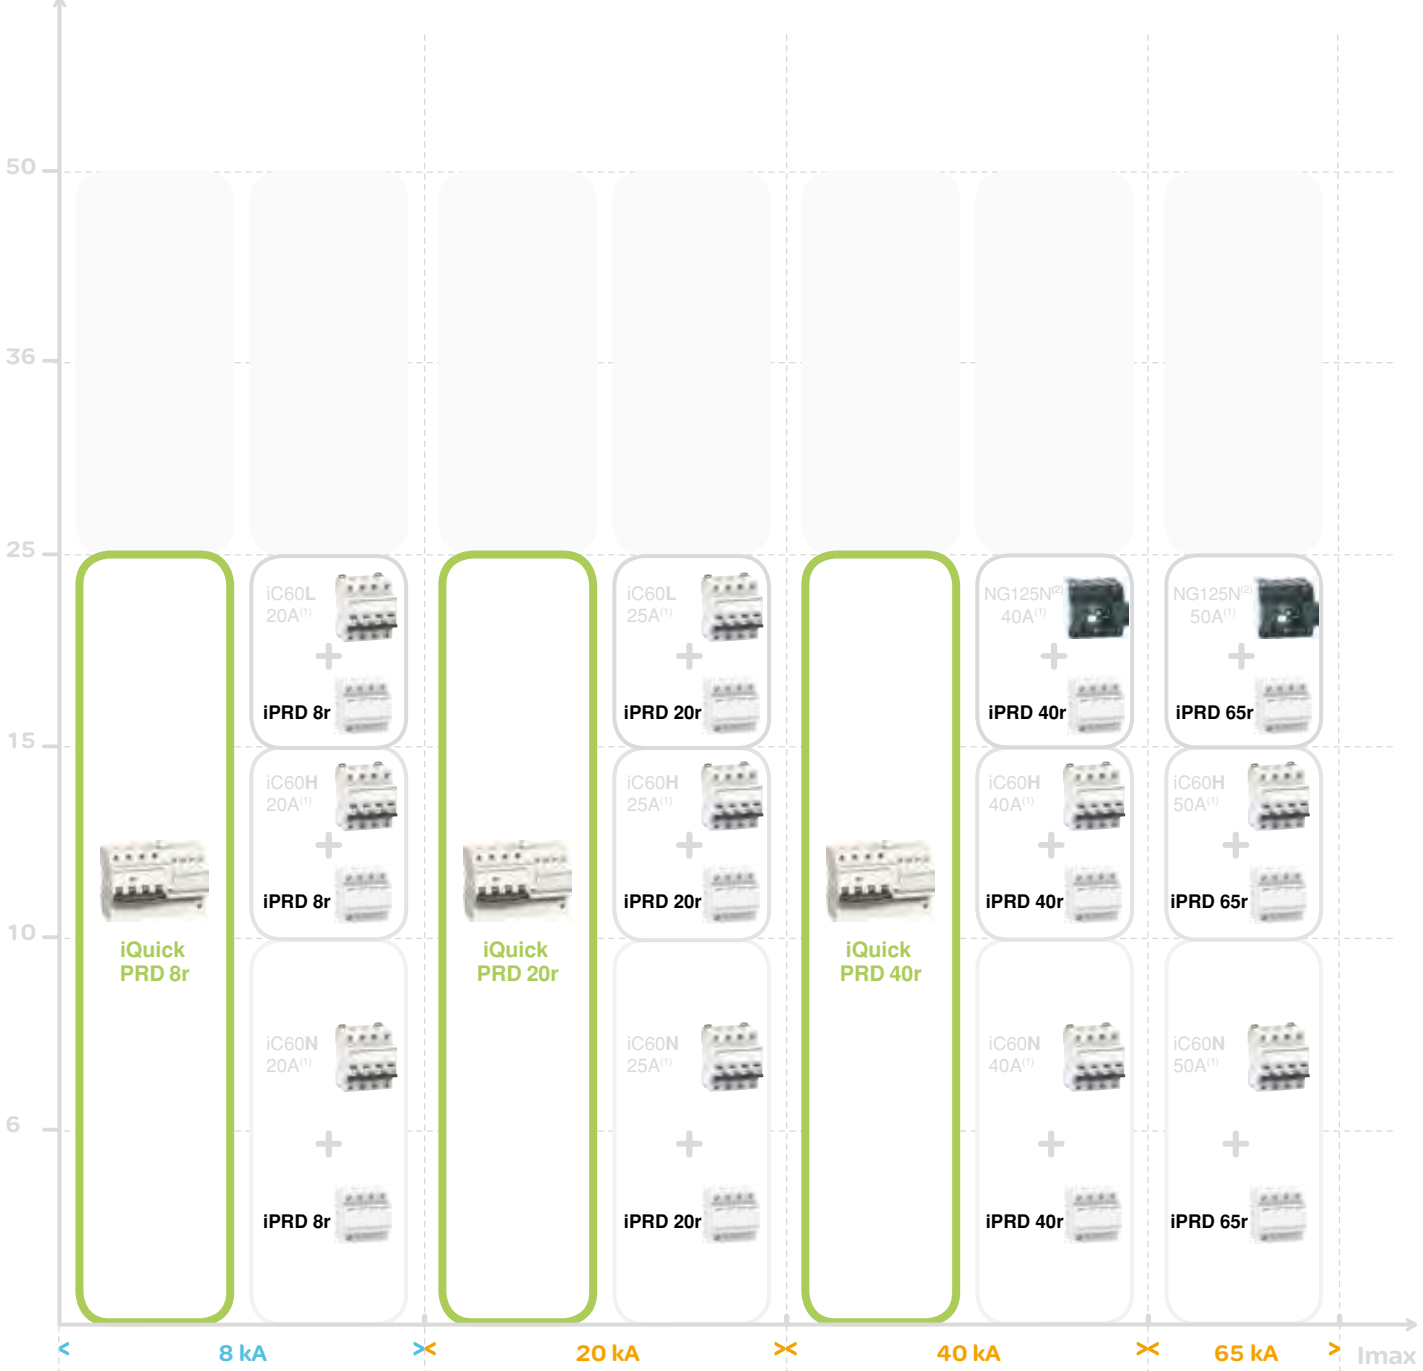 50
36
25
iC60L
20A(1)
iPRD 8r
iC60L
25A(1)
iPRD 20r
NG125N(2)
40A(1)
iPRD 40r
NG125N(2)
50A(1)
iPRD 65r
15
iC60H
20A(1)
iPRD 8r
iC60H
25A(1)
iPRD 20r
iC60H
40A(1)
iPRD 40r
iC60H
50A(1)
iPRD 65r
10
iQuick
PRD 8r
iQuick
PRD 20r
iQuick
PRD 40r
iC60N
20A(1)
iPRD 8r
iC60N
25A(1)
iPRD 20r
iC60N
40A(1)
iPRD 40r
iC60N
50A(1)
iPRD 65r
6
8 kA
20 kA
40 kA
65 kA
Imax